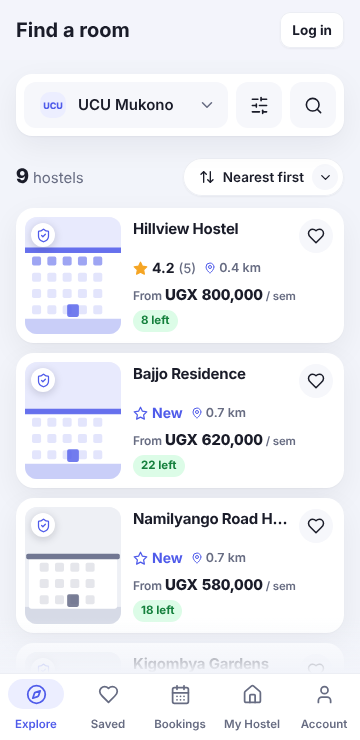 Find a room
Log in
UCU
UCU Mukono
9 hostels
Nearest first
Hillview Hostel
4.2 (5) 0.4 km
From UGX 800,000 / sem
8 left
Bajjo Residence
New 0.7 km
From UGX 620,000 / sem
22 left
Namilyango Road H...
New 0.7 km
From UGX 580,000 / sem
18 left
Kigombya Gardens
Explore
Saved
Bookings
My Hostel
Account